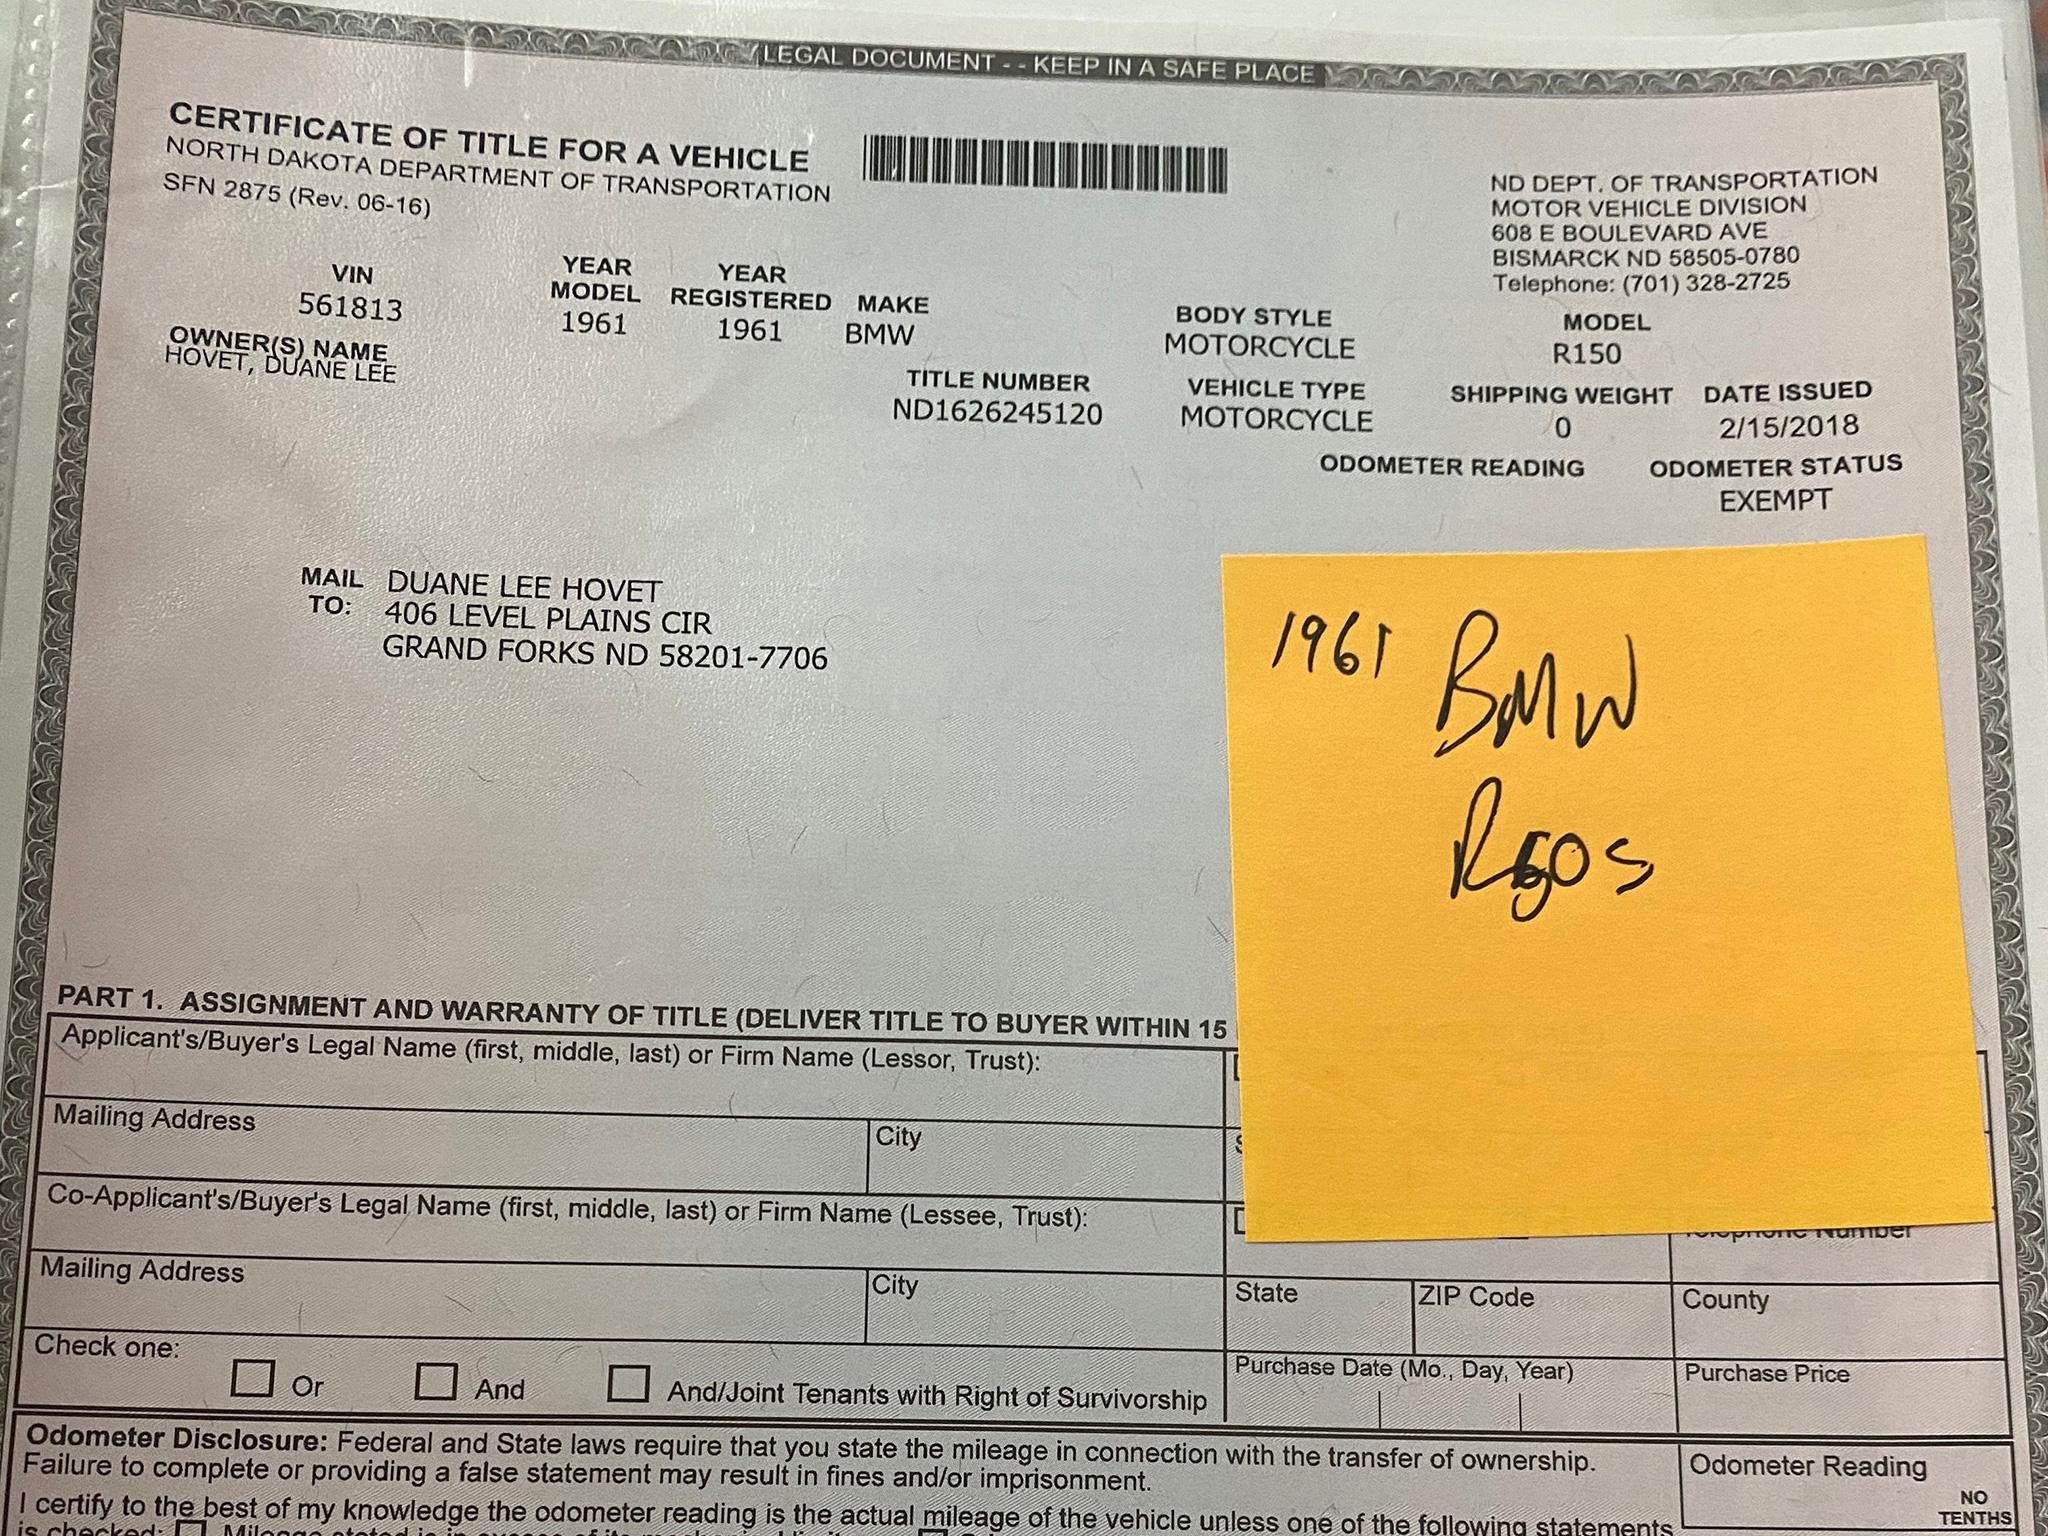 LEGAL DOCUMENT - - KEEP IN A SAFE PLACE
CERTIFICATE OF TITLE FOR A VEHICLE
NORTH DAKOTA DEPARTMENT OF TRANSPORTATION
SFN 2875 (Rev. 06-16)
ND DEPT. OF TRANSPORTATION
MOTOR VEHICLE DIVISION
608 E BOULEVARD AVE
BISMARCK ND 58505-0780
Telephone: (701) 328-2725
VIN
561813
YEAR MODEL
1961
YEAR REGISTERED
1961
MAKE
BMW
BODY STYLE
MOTORCYCLE
MODEL
R150
OWNER(S) NAME
HOVET, DUANE LEE
TITLE NUMBER
ND1626245120
VEHICLE TYPE
MOTORCYCLE
SHIPPING WEIGHT
0
DATE ISSUED
2/15/2018
ODOMETER READING
ODOMETER STATUS
EXEMPT
MAIL TO:
DUANE LEE HOVET
406 LEVEL PLAINS CIR
GRAND FORKS ND 58201-7706
1961 BMW
R50S
PART 1. ASSIGNMENT AND WARRANTY OF TITLE (DELIVER TITLE TO BUYER WITHIN 15
Applicant's/Buyer's Legal Name (first, middle, last) or Firm Name (Lessor, Trust):
Mailing Address
City
Co-Applicant's/Buyer's Legal Name (first, middle, last) or Firm Name (Lessee, Trust):
Telephone Number
Mailing Address
City
State
ZIP Code
County
Check one:
Or
And
And/Joint Tenants with Right of Survivorship
Purchase Date (Mo., Day, Year)
Purchase Price
Odometer Disclosure: Federal and State laws require that you state the mileage in connection with the transfer of ownership.
Failure to complete or providing a false statement may result in fines and/or imprisonment.
Odometer Reading
NO TENTHS
I certify to the best of my knowledge the odometer reading is the actual mileage of the vehicle unless one of the following statements
is checked: